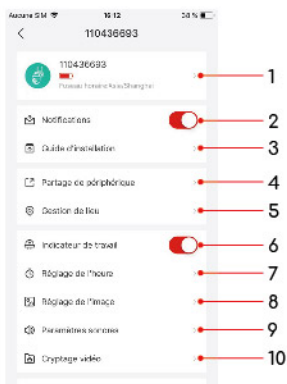 Aucune SIM 16:12 38 %
110436693
110436693
Fuseau horaire Asia/Shanghai
1
Notifications
2
Guide d'installation
3
Partage de périphérique
4
Gestion de lieu
5
Indicateur de travail
6
Réglage de l'heure
7
Réglage de l'image
8
Paramètres sonores
9
Cryptage vidéo
10